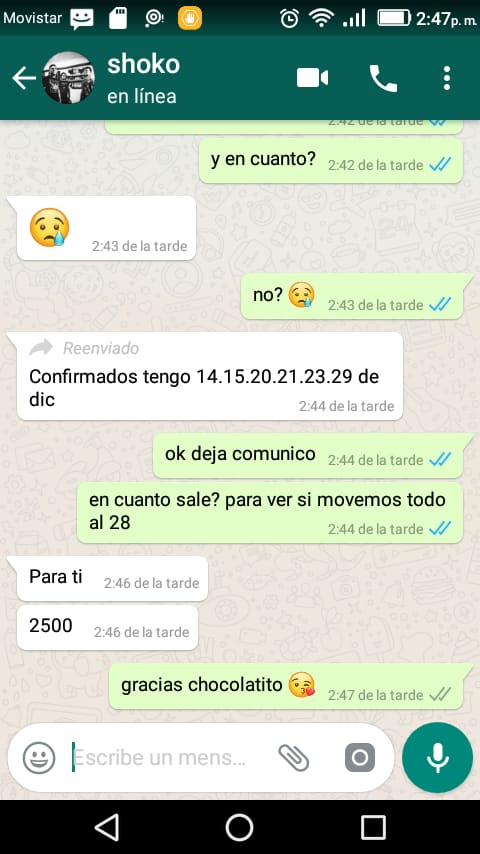 Movistar 2:47p. m.
shoko
en línea
2:42 de la tarde
y en cuanto? 2:42 de la tarde
2:43 de la tarde
no? 2:43 de la tarde
Reenviado
Confirmados tengo 14.15.20.21.23.29 de
dic
2:44 de la tarde
ok deja comunico 2:44 de la tarde
en cuanto sale? para ver si movemos todo
al 28
2:44 de la tarde
Para ti 2:46 de la tarde
2500 2:46 de la tarde
gracias chocolatito 2:47 de la tarde
Escribe un mens...